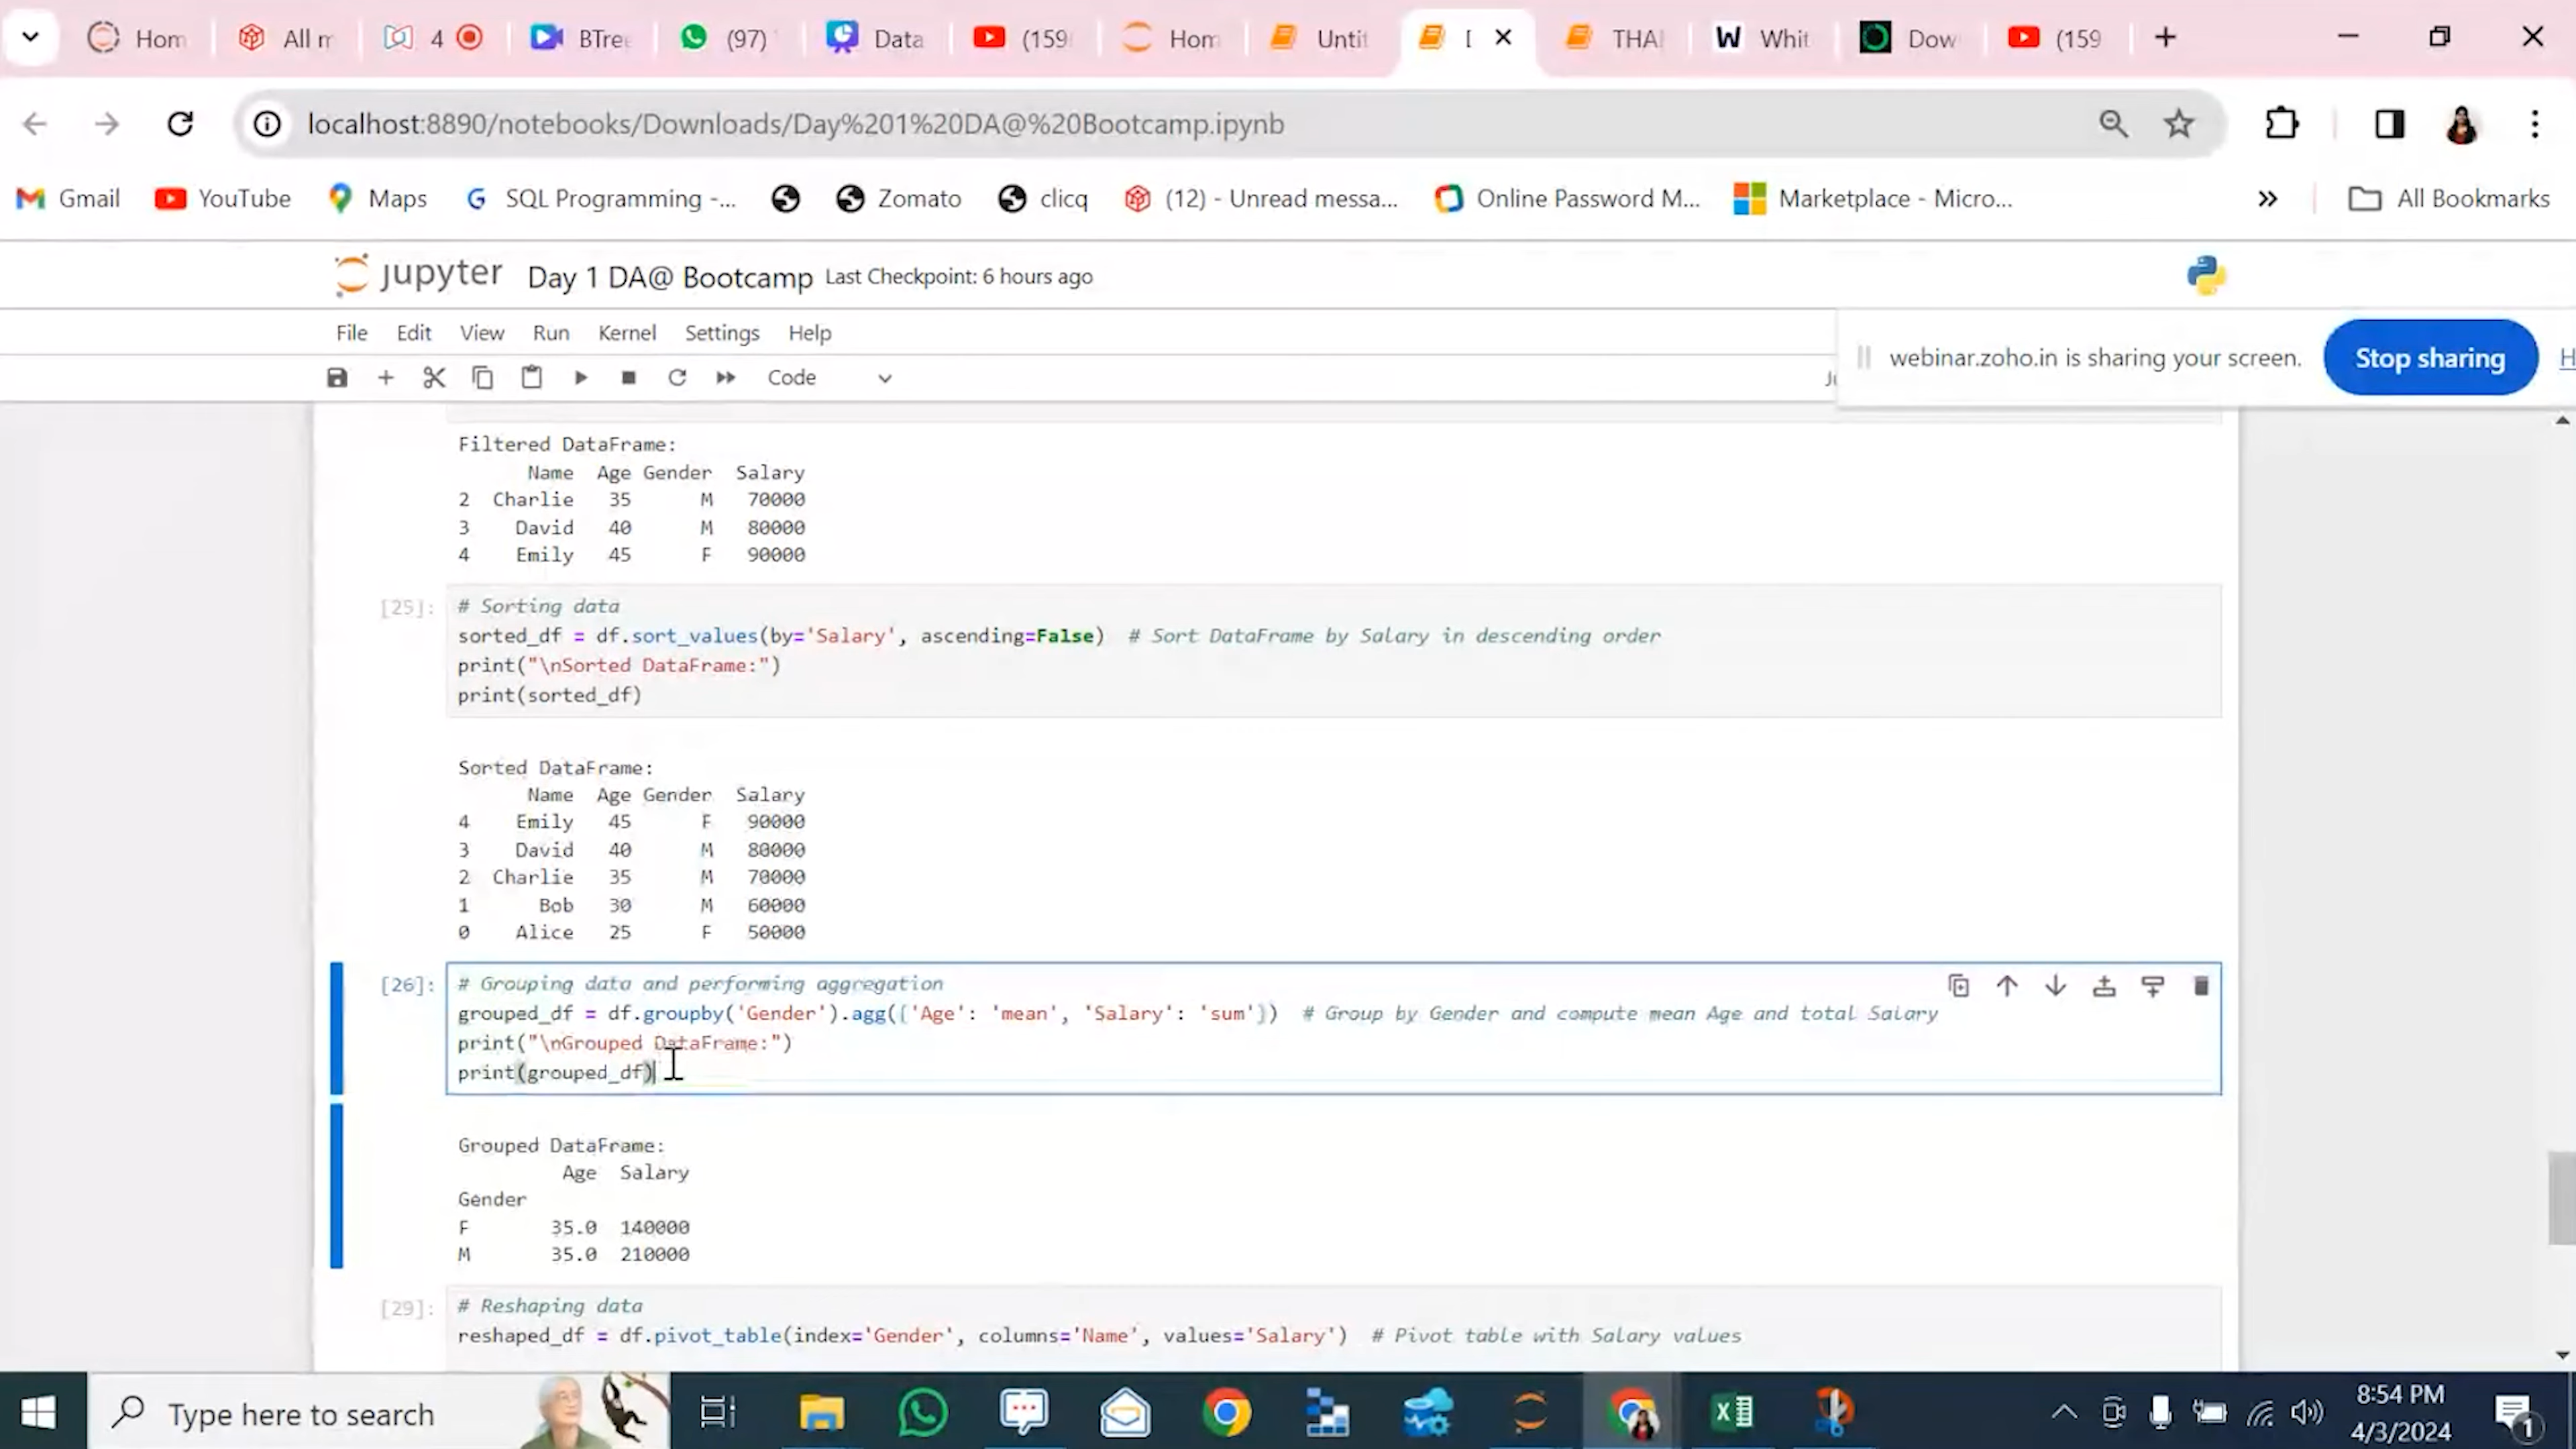 Hom
All m
4
BTree
(97)
Data
(159
Hom
Untit
THA
W Whit
Dow
(159
localhost:8890/notebooks/Downloads/Day%201%20DA@%20Bootcamp.ipynb
Gmail
YouTube
Maps
SQL Programming -...
Zomato
clicq
(12) - Unread messa...
Online Password M...
Marketplace - Micro...
All Bookmarks
jupyter Day 1 DA@ Bootcamp Last Checkpoint: 6 hours ago
File Edit View Run Kernel Settings Help
webinar.zoho.in is sharing your screen. Stop sharing H
Code
Filtered DataFrame:
Name Age Gender Salary
2 Charlie 35 M 70000
3 David 40 M 80000
4 Emily 45 F 90000
[25]: # Sorting data
sorted_df = df.sort_values(by='Salary', ascending=False) # Sort DataFrame by Salary in descending order
print("\nSorted DataFrame:")
print(sorted_df)
Sorted DataFrame:
Name Age Gender Salary
4 Emily 45 F 90000
3 David 40 M 80000
2 Charlie 35 M 70000
1 Bob 30 M 60000
0 Alice 25 F 50000
[26]: # Grouping data and performing aggregation
grouped_df = df.groupby('Gender').agg({'Age': 'mean', 'Salary': 'sum'}) # Group by Gender and compute mean Age and total Salary
print("\nGrouped DataFrame:")
print(grouped_df)
Grouped DataFrame:
Age Salary
Gender
F 35.0 140000
M 35.0 210000
[29]: # Reshaping data
reshaped_df = df.pivot_table(index='Gender', columns='Name', values='Salary') # Pivot table with Salary values
Type here to search
8:54 PM
4/3/2024
1